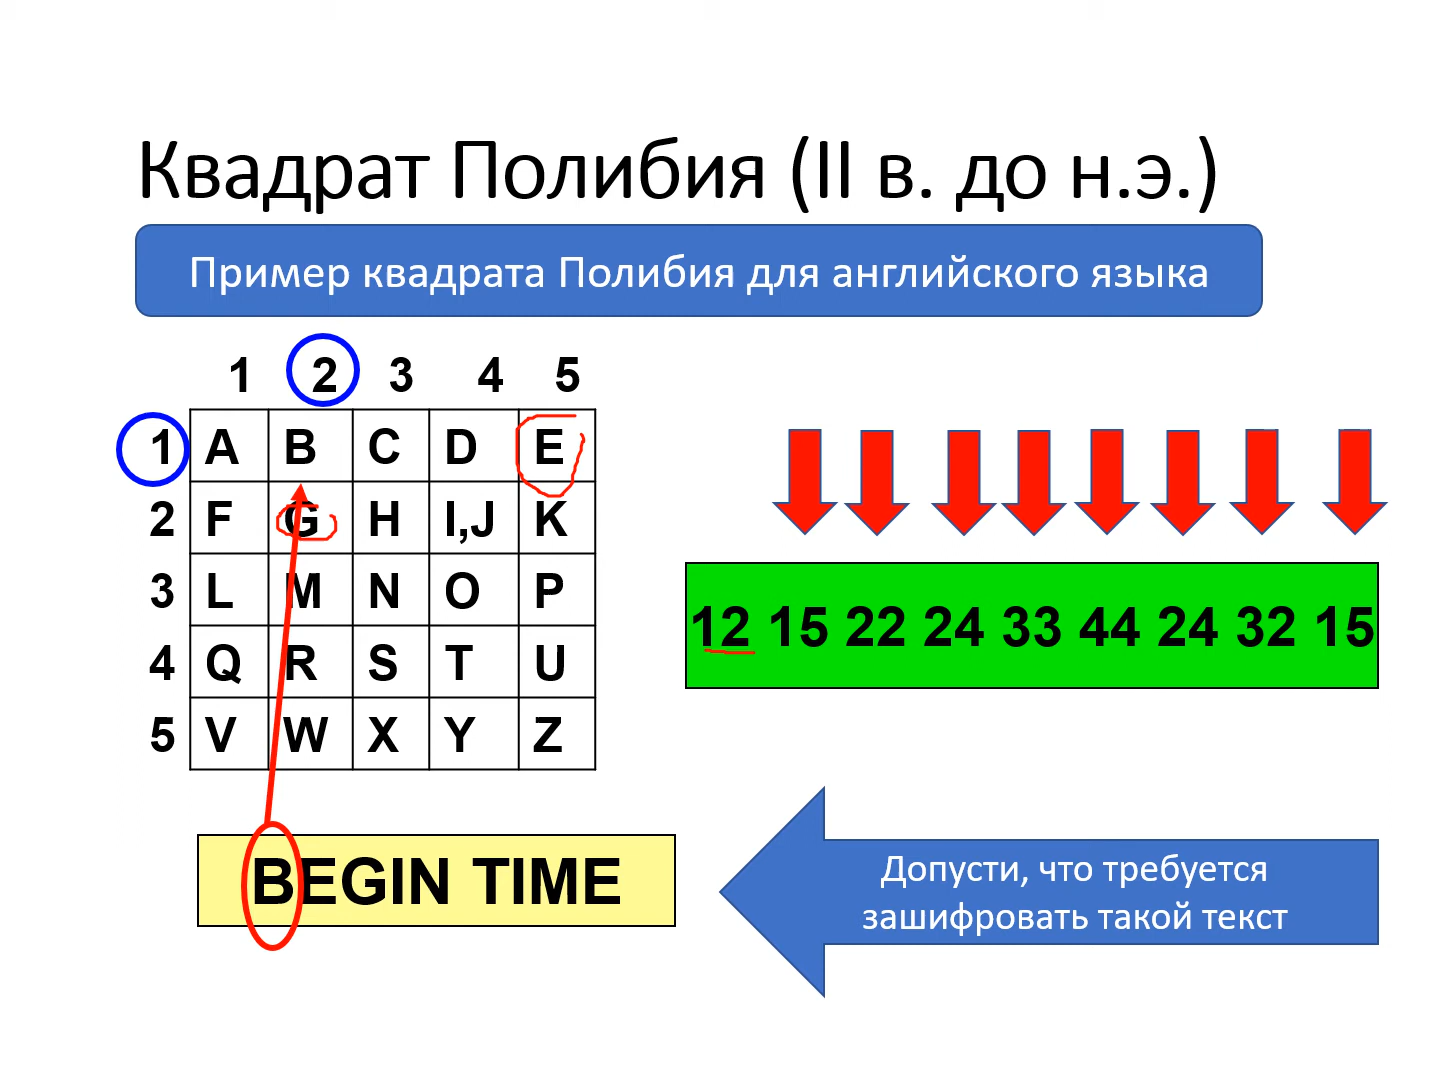 Квадрат Полибия (II в. до н.э.)
Пример квадрата Полибия для английского языка
1 2 3 4 5
1 A B C D E
2 F G H I,J K
3 L M N O P
4 Q R S T U
5 V W X Y Z
12 15 22 24 33 44 24 32 15
BEGIN TIME
Допусти, что требуется
зашифровать такой текст